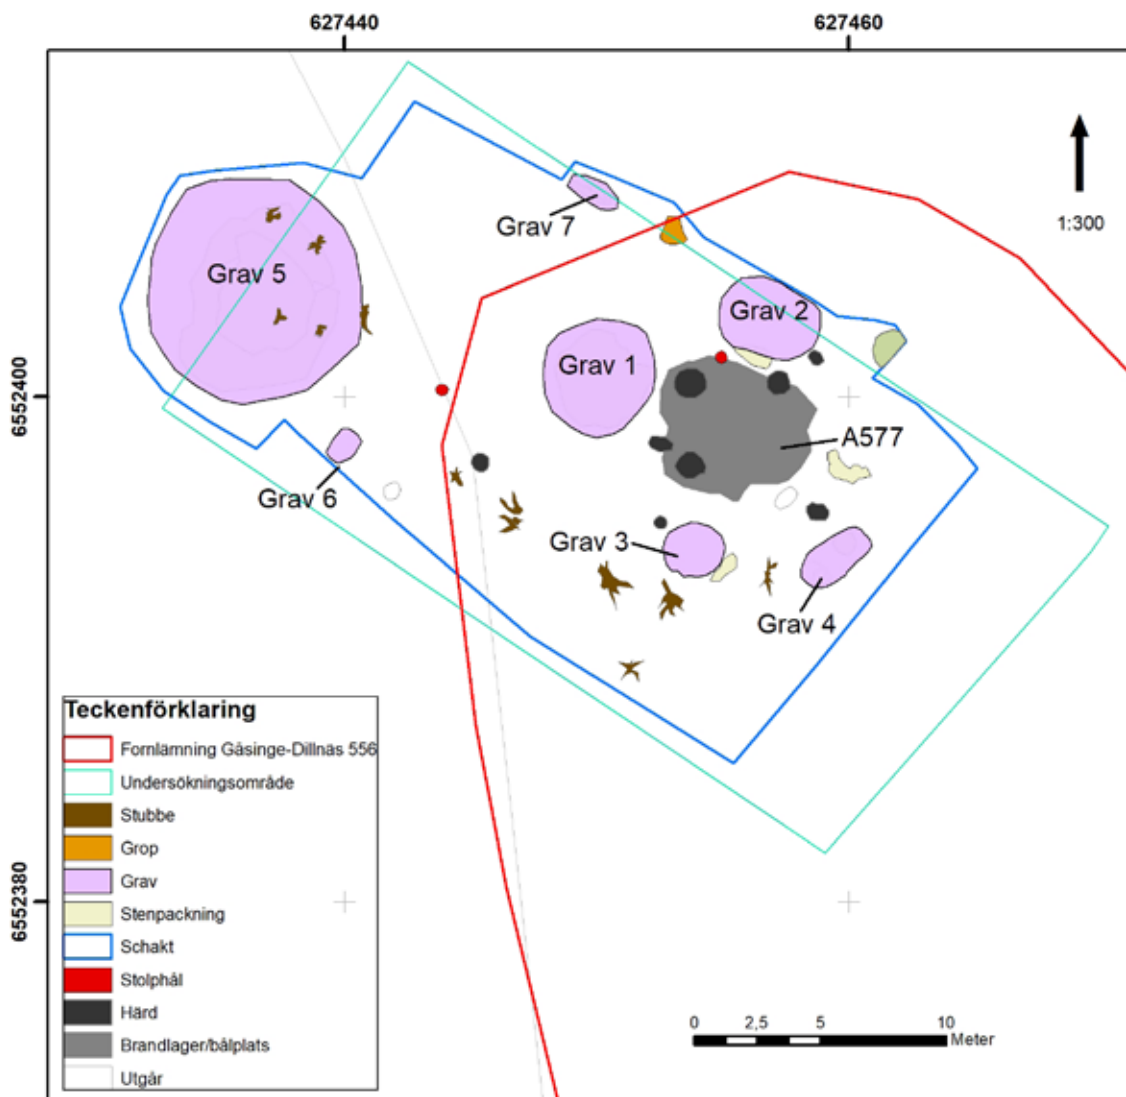 627440
627460
1:300
Grav 7
Grav 5
Grav 2
Grav 1
6552400
A577
Grav 6
Grav 3
Grav 4
Teckenförklaring
Fornlämning Gåsinge-Dillnäs 556
Undersökningsområde
Stubbe
Grop
Grav
Stenpackning
Schakt
Stolphål
Härd
Brandlager/bålplats
Utgår
6552380
0 2,5 5 10
Meter